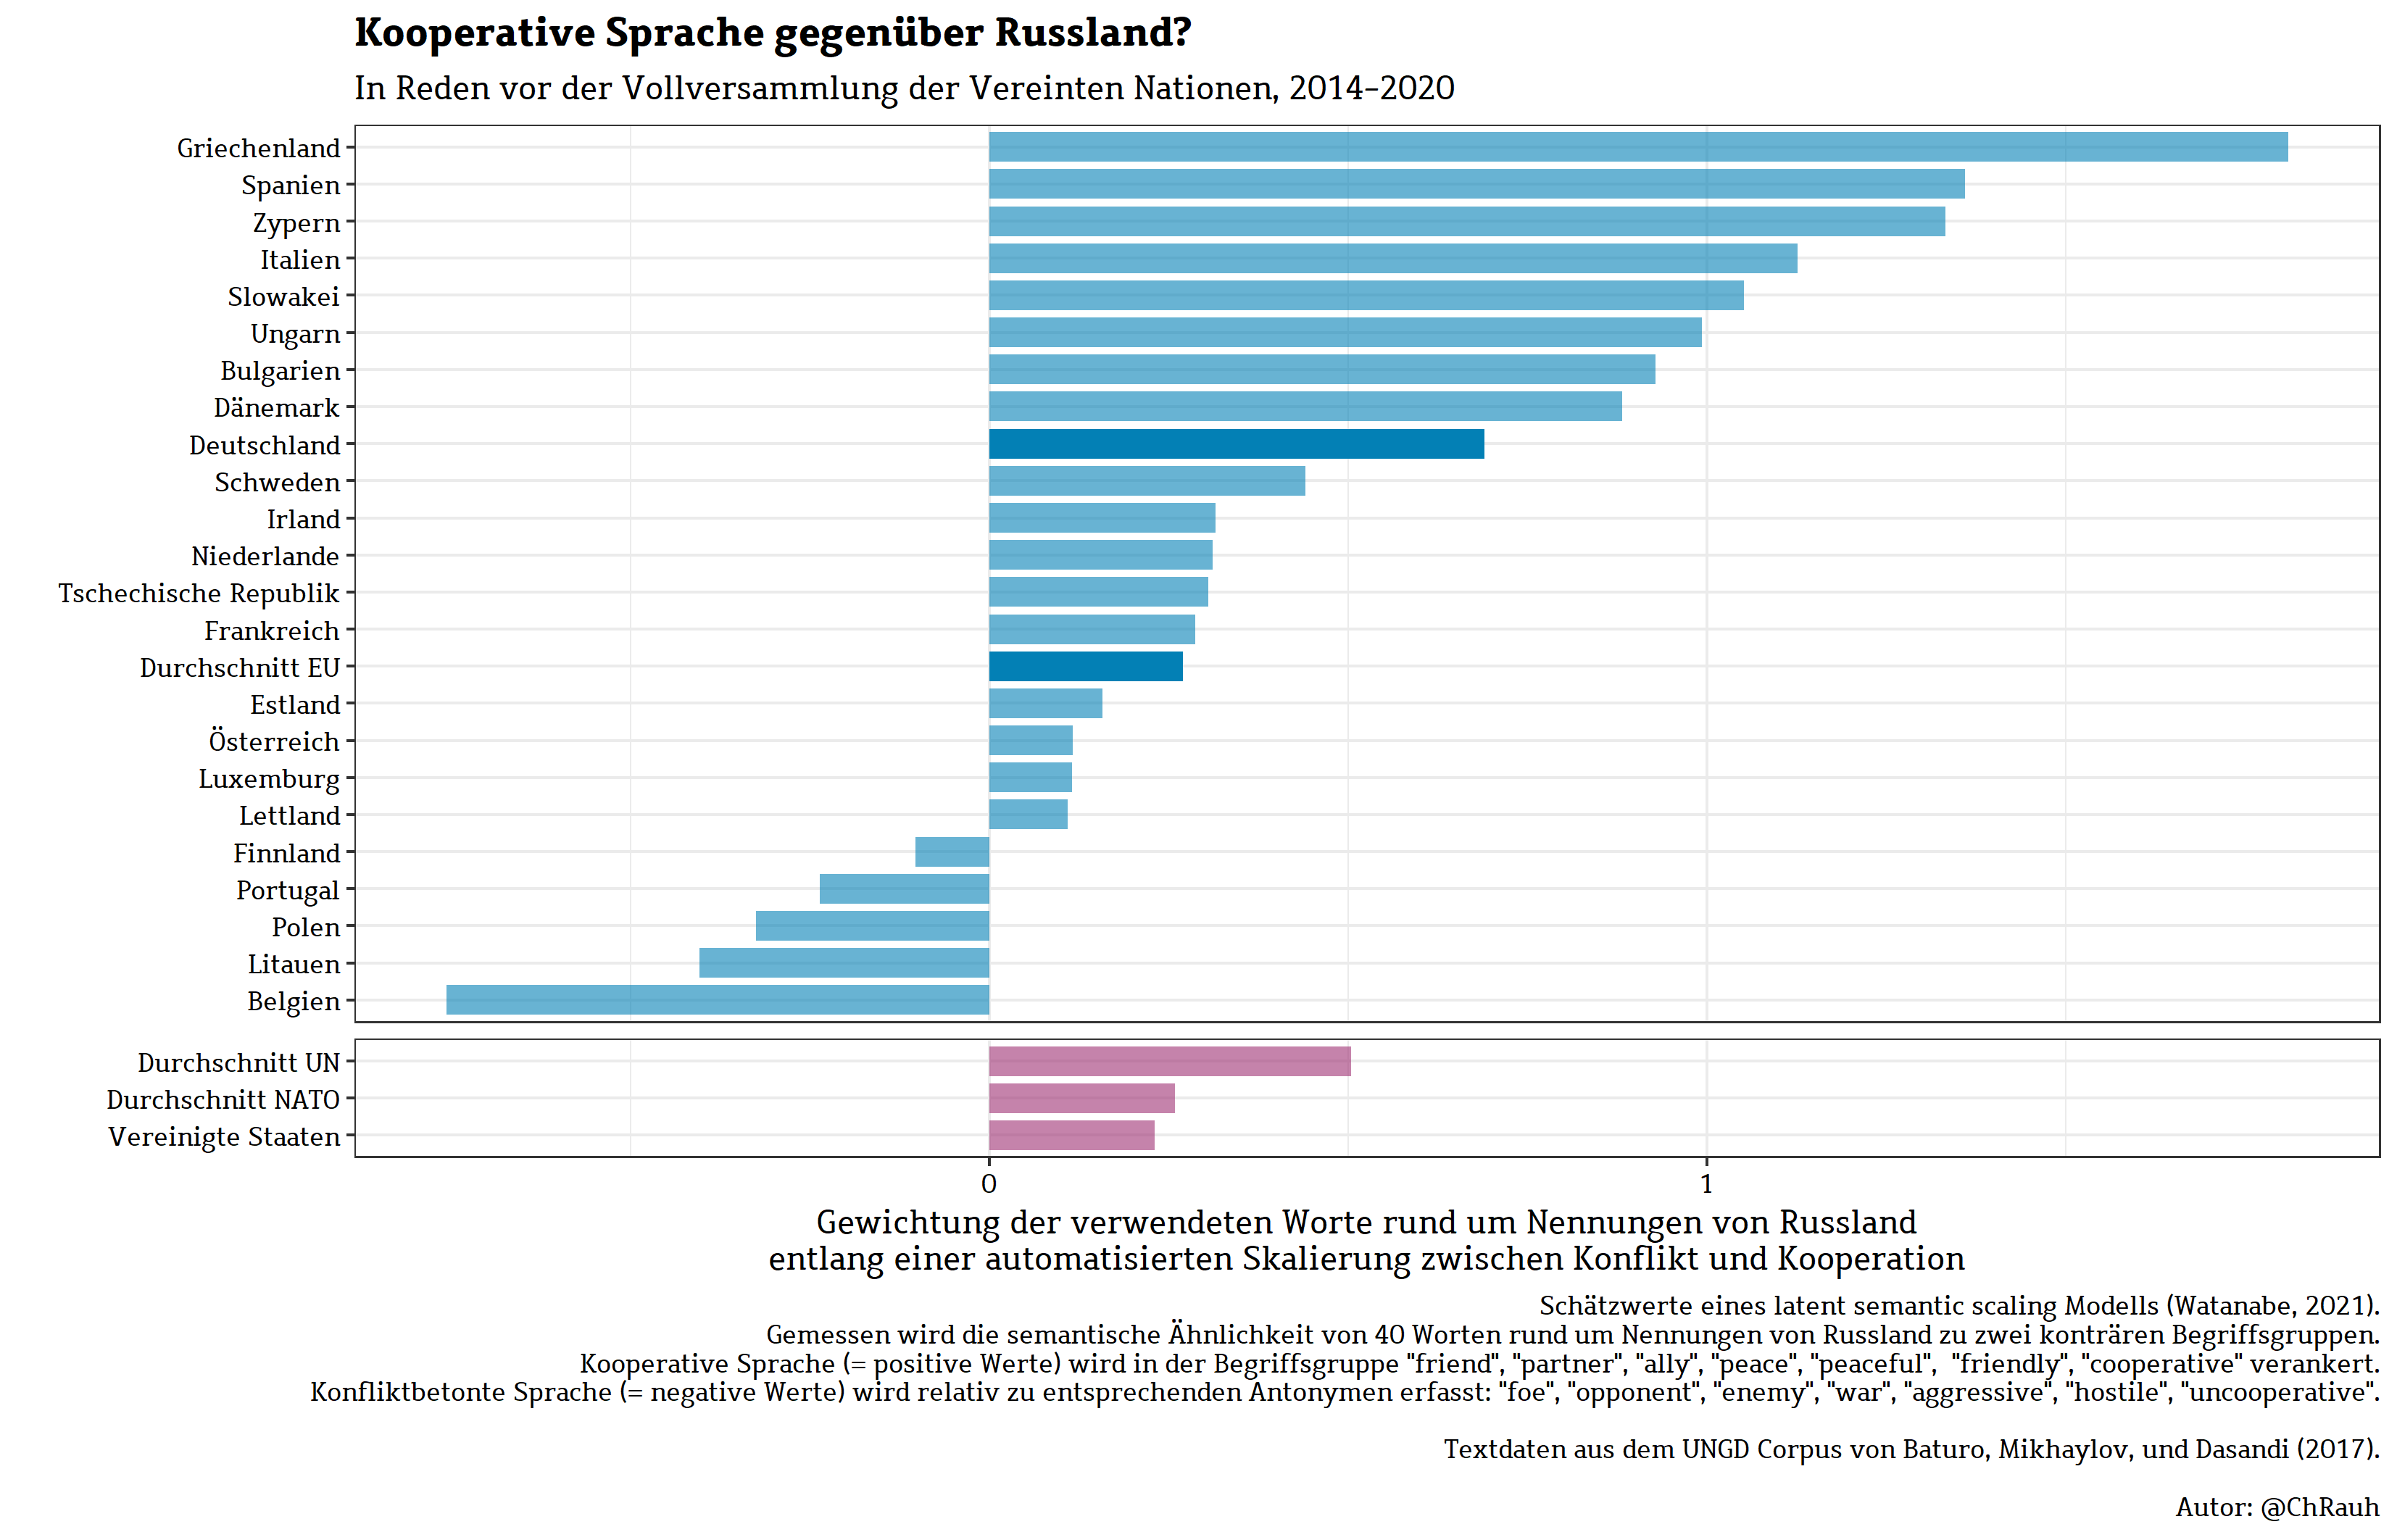 Kooperative Sprache gegenüber Russland?
In Reden vor der Vollversammlung der Vereinten Nationen, 2014-2020
Griechenland
Spanien
Zypern
Italien
Slowakei
Ungarn
Bulgarien
Dänemark
Deutschland
Schweden
Irland
Niederlande
Tschechische Republik
Frankreich
Durchschnitt EU
Estland
Österreich
Luxemburg
Lettland
Finnland
Portugal
Polen
Litauen
Belgien
Durchschnitt UN
Durchschnitt NATO
Vereinigte Staaten
0 1
Gewichtung der verwendeten Worte rund um Nennungen von Russland
entlang einer automatisierten Skalierung zwischen Konflikt und Kooperation
Schätzwerte eines latent semantic scaling Modells (Watanabe, 2021).
Gemessen wird die semantische Ähnlichkeit von 40 Worten rund um Nennungen von Russland zu zwei konträren Begriffsgruppen.
Kooperative Sprache (= positive Werte) wird in der Begriffsgruppe "friend", "partner", "ally", "peace", "peaceful",  "friendly", "cooperative" verankert.
Konfliktbetonte Sprache (= negative Werte) wird relativ zu entsprechenden Antonymen erfasst: "foe", "opponent", "enemy", "war", "aggressive", "hostile", "uncooperative".
Textdaten aus dem UNGD Corpus von Baturo, Mikhaylov, und Dasandi (2017).
Autor: @ChRauh